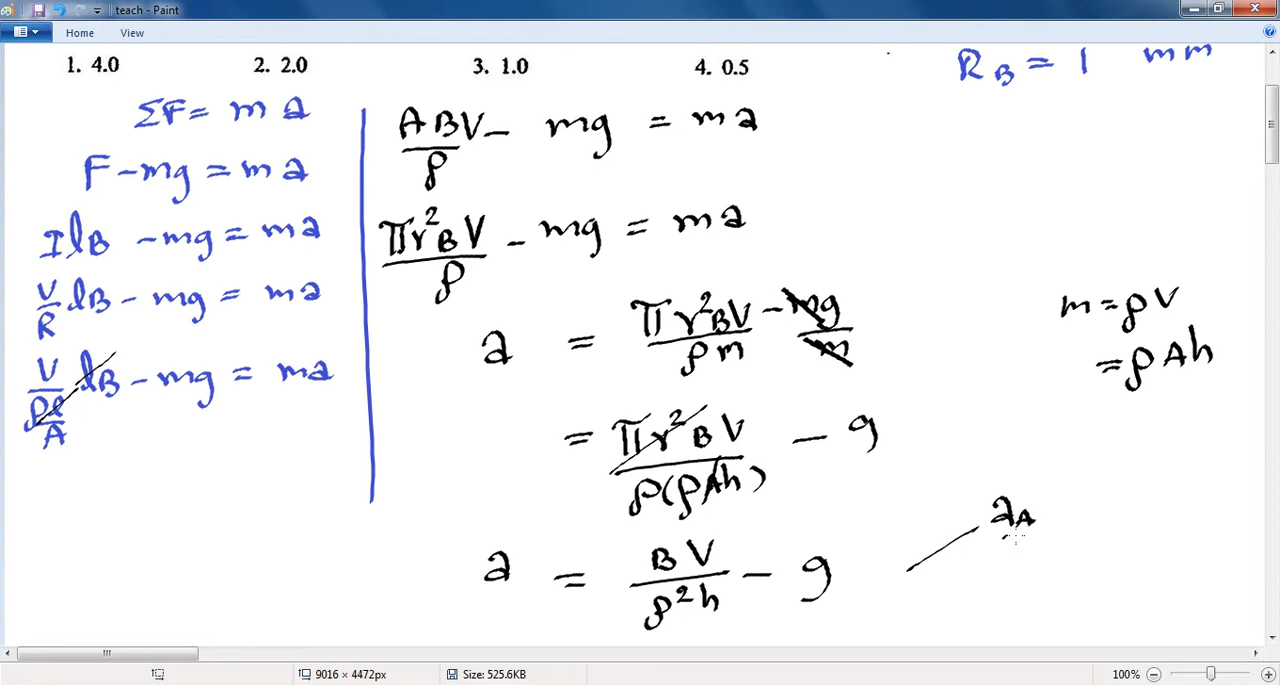 teach - Paint
Home View
1. 4.0 2. 2.0 3. 1.0 4. 0.5
R_B = 1 mm
ΣF = ma
F - mg = ma
IlB - mg = ma
V/R lB - mg = ma
V/(ρl/A) lB - mg = ma
ABV/ρ - mg = ma
πr²BV/ρ - mg = ma
a = πr²BV/ρm - mg/m
= πr²BV/ρ(ρAh) - g
a = BV/ρ²h - g
m = ρV
= ρAh
a_A
9016 × 4472px
Size: 525.6KB
100%